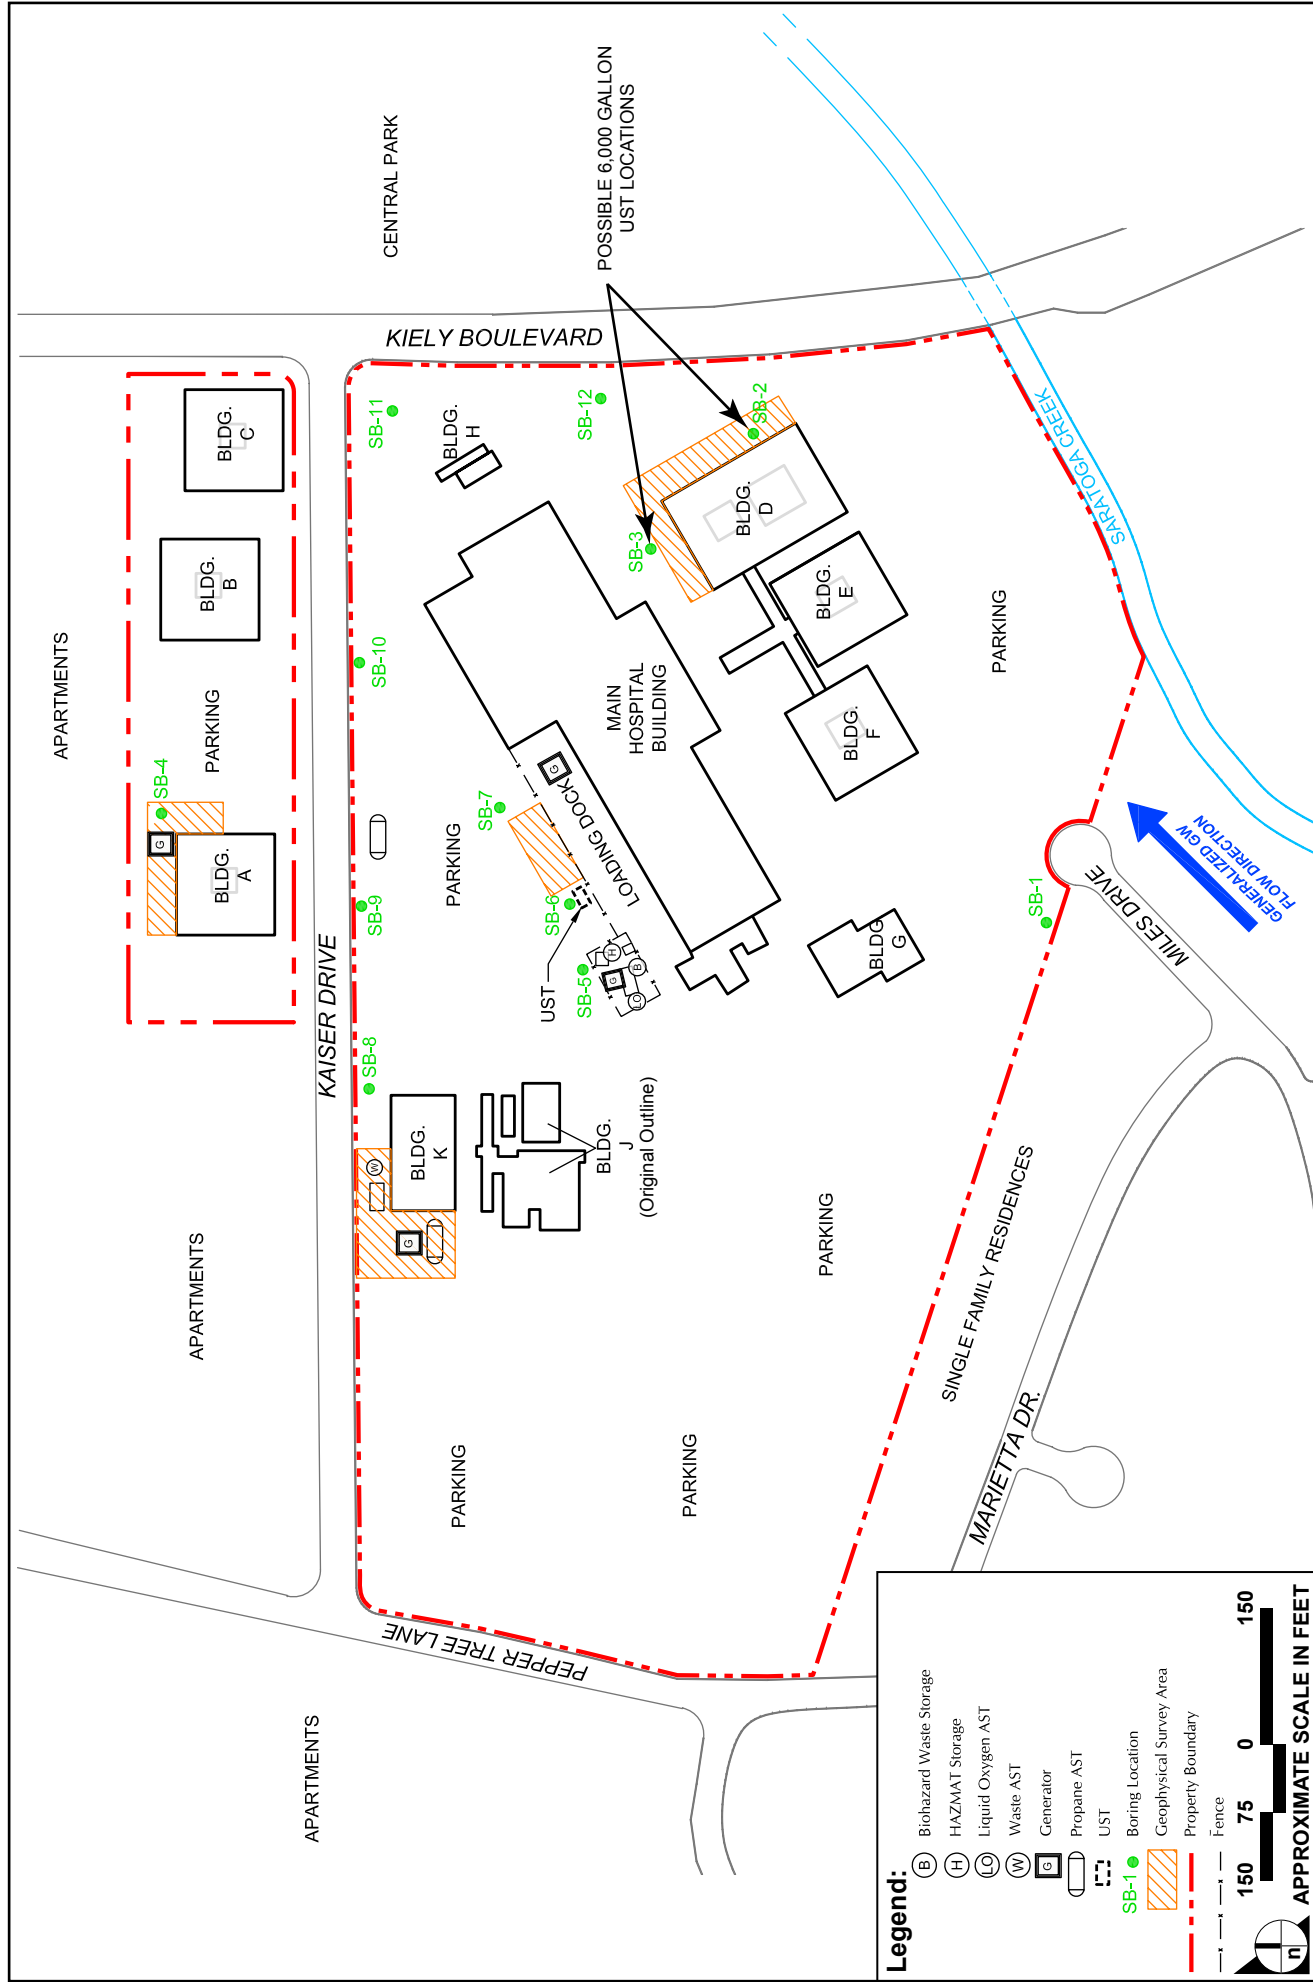 APARTMENTS
APARTMENTS
APARTMENTS
CENTRAL PARK
POSSIBLE 6,000 GALLON
UST LOCATIONS
KIELY BOULEVARD
KAISER DRIVE
PEPPER TREE LANE
MARIETTA DR.
MILES DRIVE
SARATOGA CREEK
GENERALIZED GW
FLOW DIRECTION
SINGLE FAMILY RESIDENCES
BLDG.
A
BLDG.
B
BLDG.
C
PARKING
SB-4
G
SB-8
SB-9
SB-10
SB-11
SB-12
BLDG.
H
SB-7
SB-6
SB-5
SB-3
SB-2
SB-1
UST
LOADING DOCK
G
H
B
G
LO
MAIN
HOSPITAL
BUILDING
BLDG.
D
BLDG.
E
BLDG.
F
BLDG.
G
BLDG.
K
W
G
BLDG.
J
(Original Outline)
PARKING
PARKING
PARKING
PARKING
PARKING
Legend:
B Biohazard Waste Storage
H HAZMAT Storage
LO Liquid Oxygen AST
W Waste AST
G Generator
Propane AST
UST
SB-1 Boring Location
Geophysical Survey Area
Property Boundary
Fence
150 75 0 150
APPROXIMATE SCALE IN FEET
n